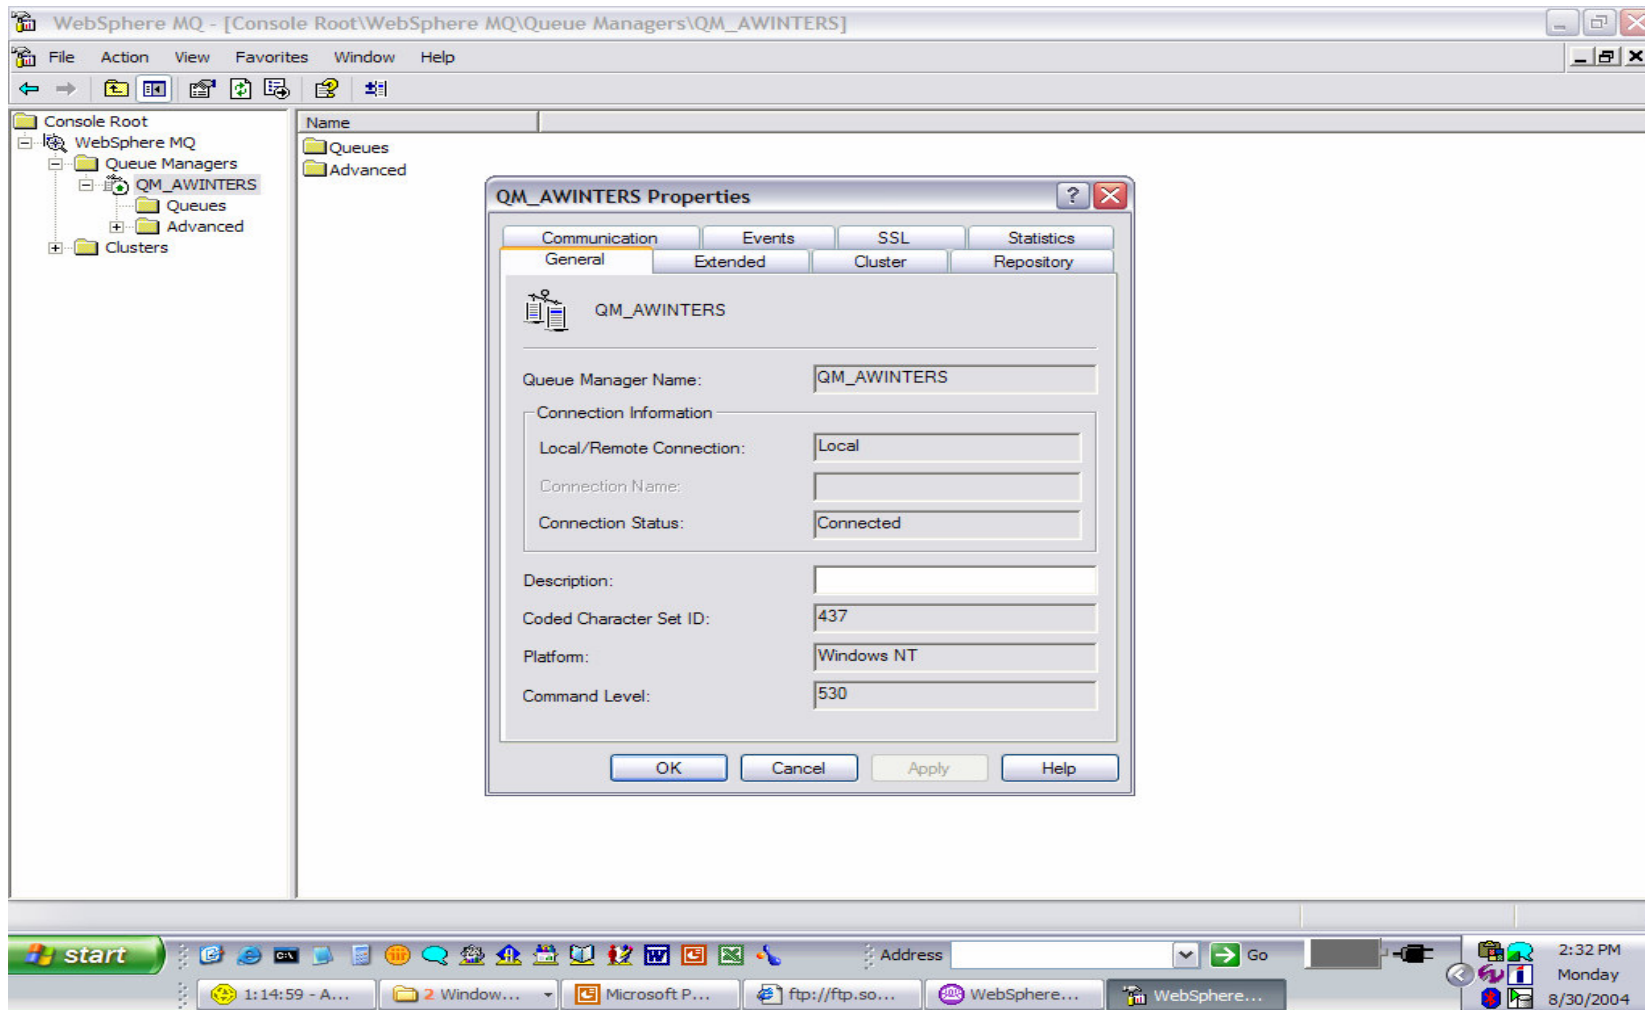 WebSphere MQ - [Console Root\WebSphere MQ\Queue Managers\QM_AWINTERS]
File Action View Favorites Window Help
Console Root
WebSphere MQ
Queue Managers
QM_AWINTERS
Queues
Advanced
Clusters
Name
Queues
Advanced
QM_AWINTERS Properties
Communication Events SSL Statistics
General Extended Cluster Repository
QM_AWINTERS
Queue Manager Name: QM_AWINTERS
Connection Information
Local/Remote Connection: Local
Connection Name:
Connection Status: Connected
Description:
Coded Character Set ID: 437
Platform: Windows NT
Command Level: 530
OK Cancel Apply Help
start Address Go 2:32 PM
Monday
8/30/2004
1:14:59 - A... 2 Window... Microsoft P... ftp://ftp.so... WebSphere... WebSphere...